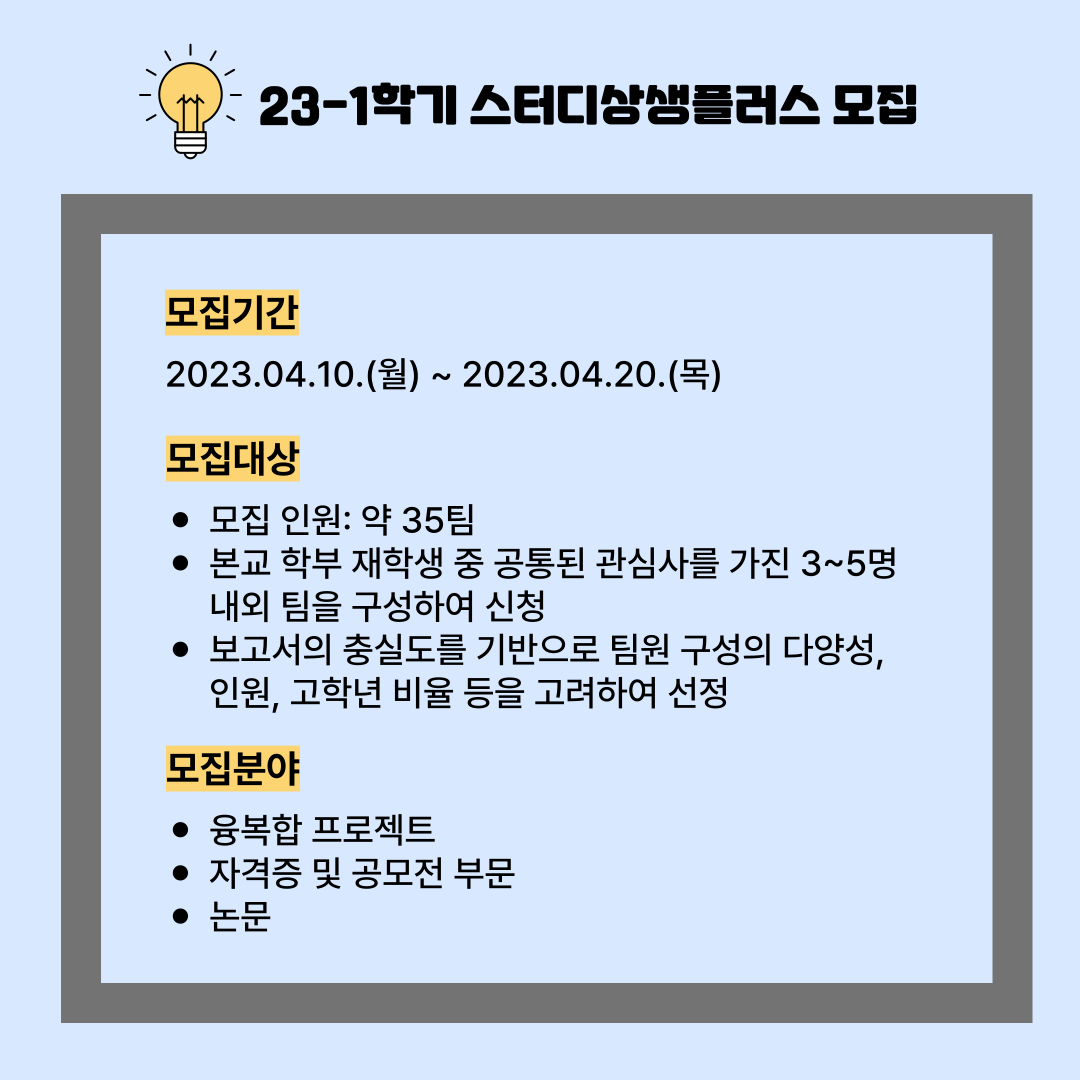 23-1학기 스터디상생플러스 모집
모집기간
2023.04.10.(월) ~ 2023.04.20.(목)
모집대상
• 모집 인원: 약 35팀
• 본교 학부 재학생 중 공통된 관심사를 가진 3~5명
내외 팀을 구성하여 신청
• 보고서의 충실도를 기반으로 팀원 구성의 다양성,
인원, 고학년 비율 등을 고려하여 선정
모집분야
• 융복합 프로젝트
• 자격증 및 공모전 부문
• 논문